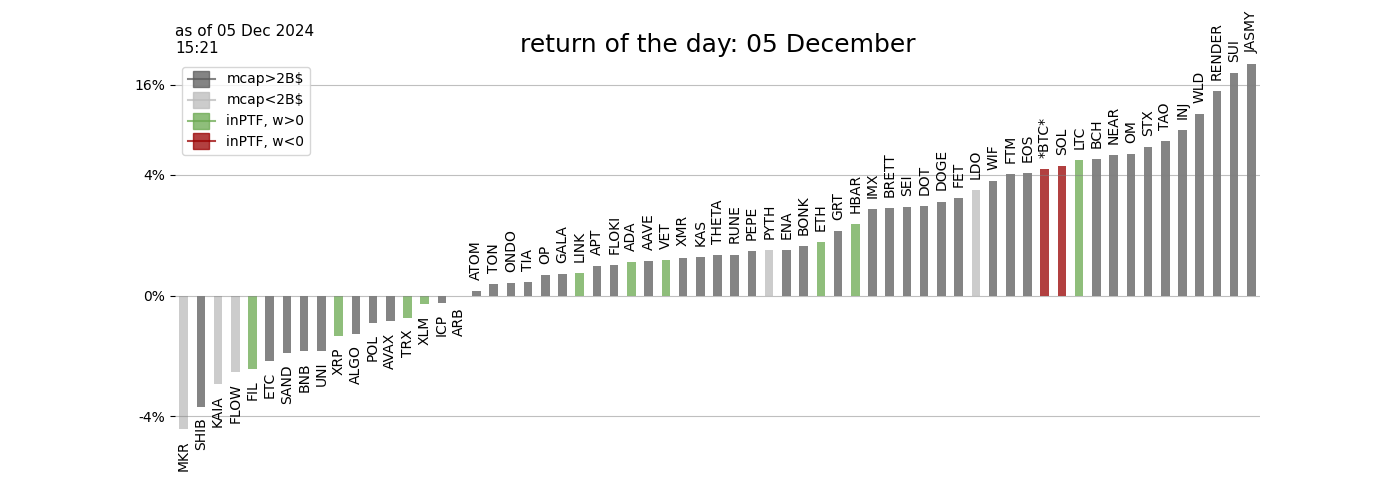 as of 05 Dec 2024
15:21
return of the day: 05 December
mcap>2B$
mcap<2B$
inPTF, w>0
inPTF, w<0
16%
4%
0%
-4%
MKR
SHIB
KAIA
FLOW
FIL
ETC
SAND
BNB
UNI
XRP
ALGO
POL
AVAX
TRX
XLM
ICP
ARB
ATOM
TON
ONDO
TIA
OP
GALA
LINK
APT
FLOKI
ADA
AAVE
VET
XMR
KAS
THETA
RUNE
PEPE
PYTH
ENA
BONK
ETH
GRT
HBAR
IMX
BRETT
SEI
DOT
DOGE
FET
LDO
WIF
FTM
EOS
*BTC*
SOL
LTC
BCH
NEAR
OM
STX
TAO
INJ
WLD
RENDER
SUI
JASMY